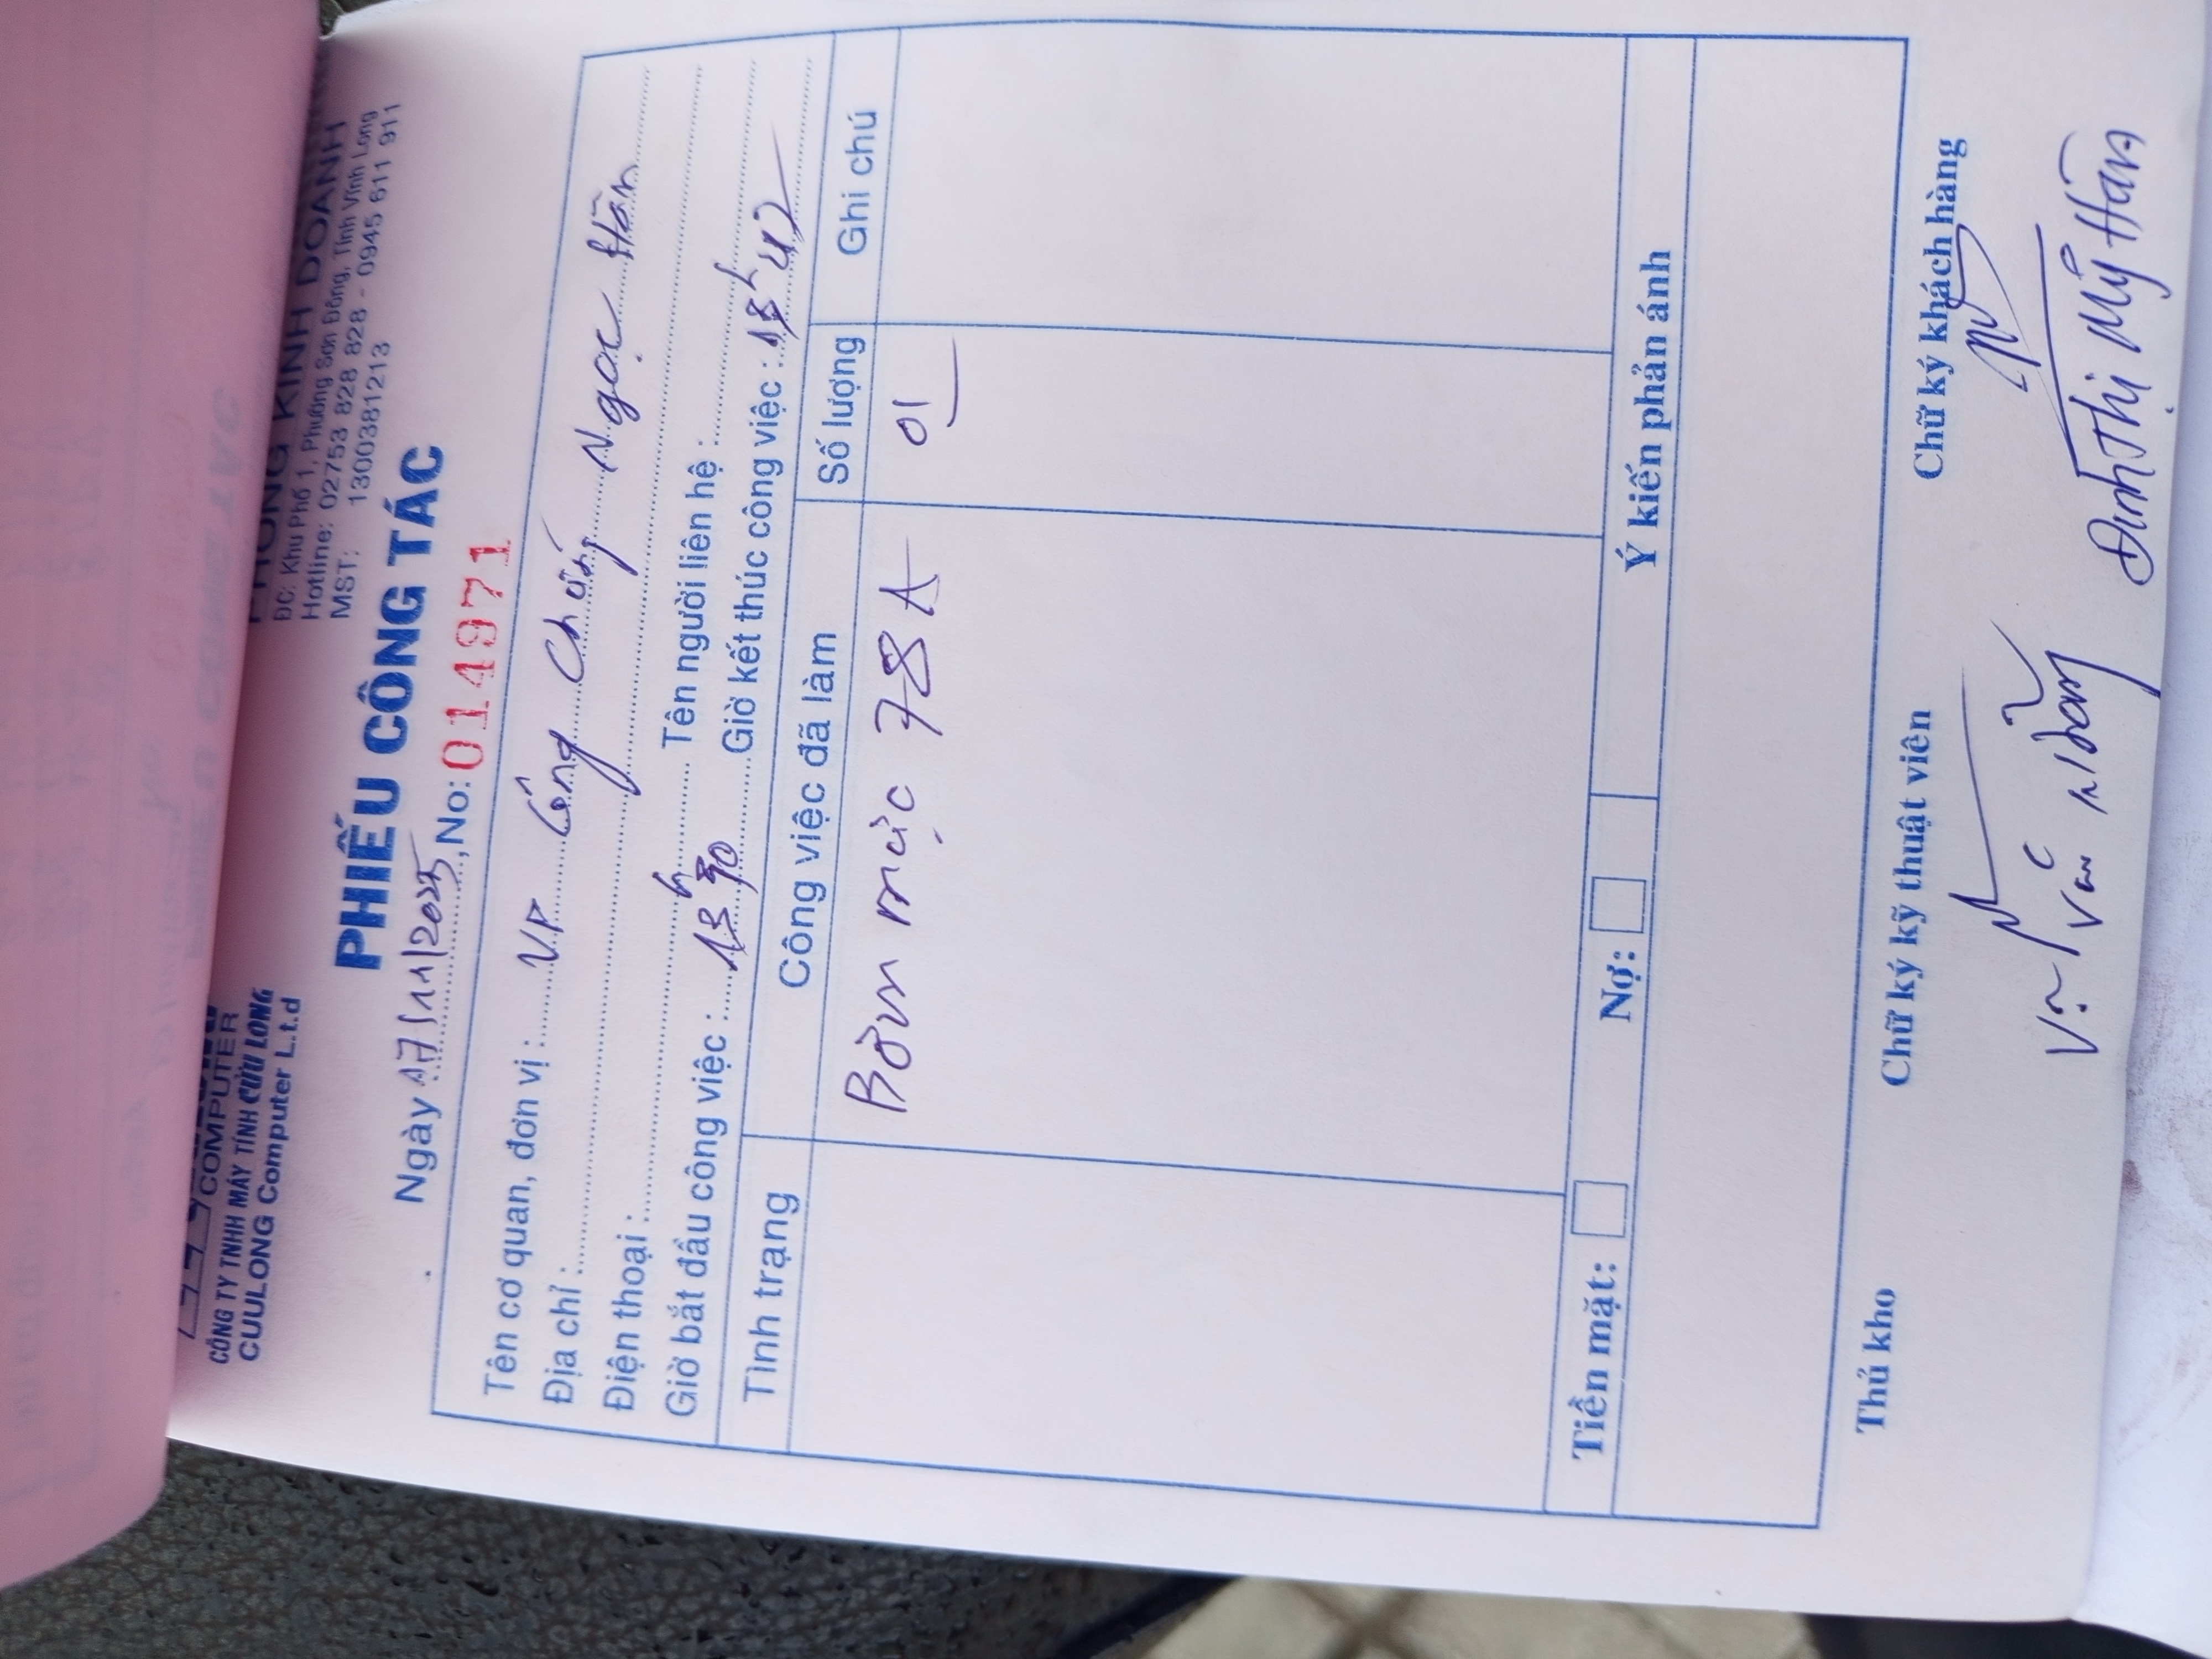 COMPUTER
CÔNG TY TNHH MÁY TÍNH CỬU LONG
CUULONG Computer L.t.d
PHÒNG KINH DOANH
ĐC: Khu Phố 1, Phường Sơn Đông, Tỉnh Vĩnh Long
Hotline: 02753 828 828 - 0945 611 911
MST: 1300381213
PHIẾU CÔNG TÁC
Ngày 17/11/2025, No: 014971
Tên cơ quan, đơn vị: VP Công Chứng Ngọc Hân
Địa chỉ:
Điện thoại: Tên người liên hệ:
Giờ bắt đầu công việc: Giờ kết thúc công việc:
Tình trạng Công việc đã làm Số lượng Ghi chú
Bơm mực 78A 01
Tiền mặt: Nợ: Ý kiến phản ánh
Thủ kho Chữ ký kỹ thuật viên Chữ ký khách hàng
Văn Đinh Thị Mỹ Hân